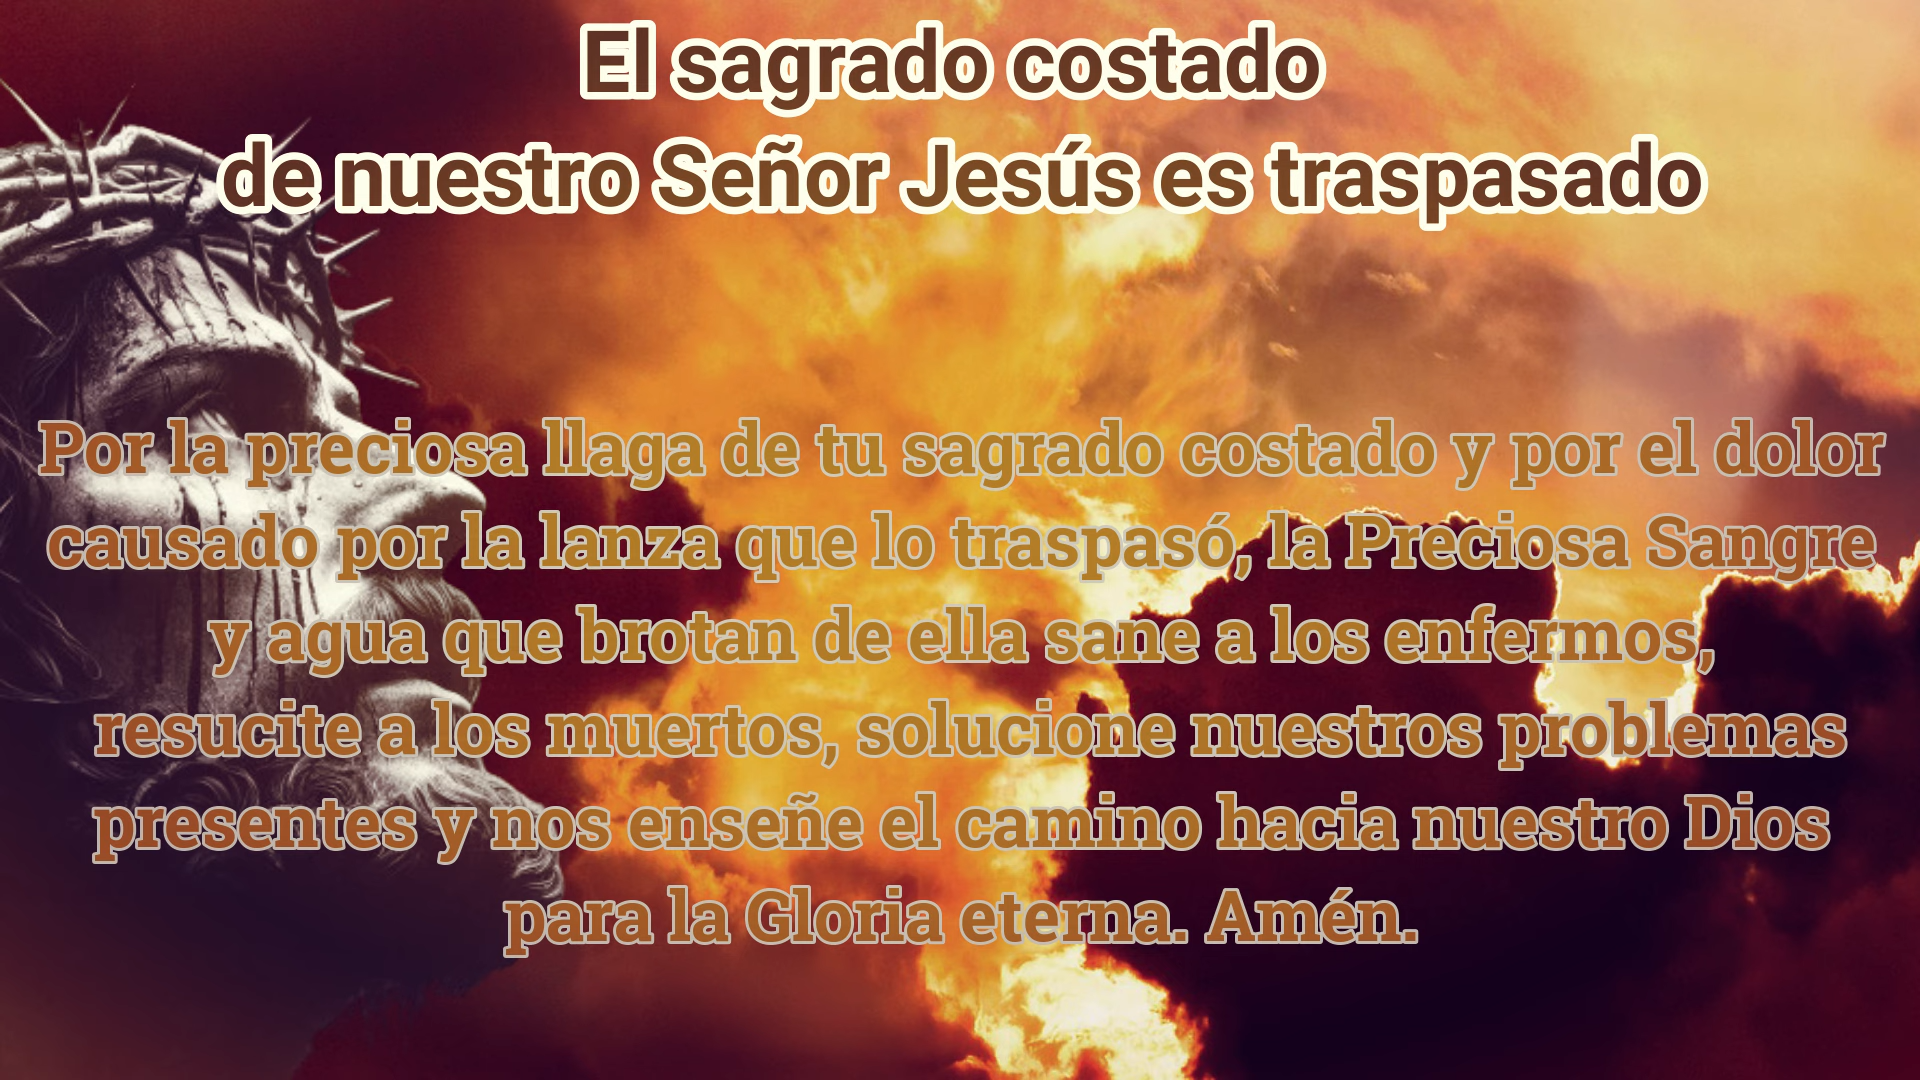 El sagrado costado
de nuestro Señor Jesús es traspasado
Por la preciosa llaga de tu sagrado costado y por el dolor
causado por la lanza que lo traspasó, la Preciosa Sangre
y agua que brotan de ella sane a los enfermos,
resucite a los muertos, solucione nuestros problemas
presentes y nos enseñe el camino hacia nuestro Dios
para la Gloria eterna. Amén.